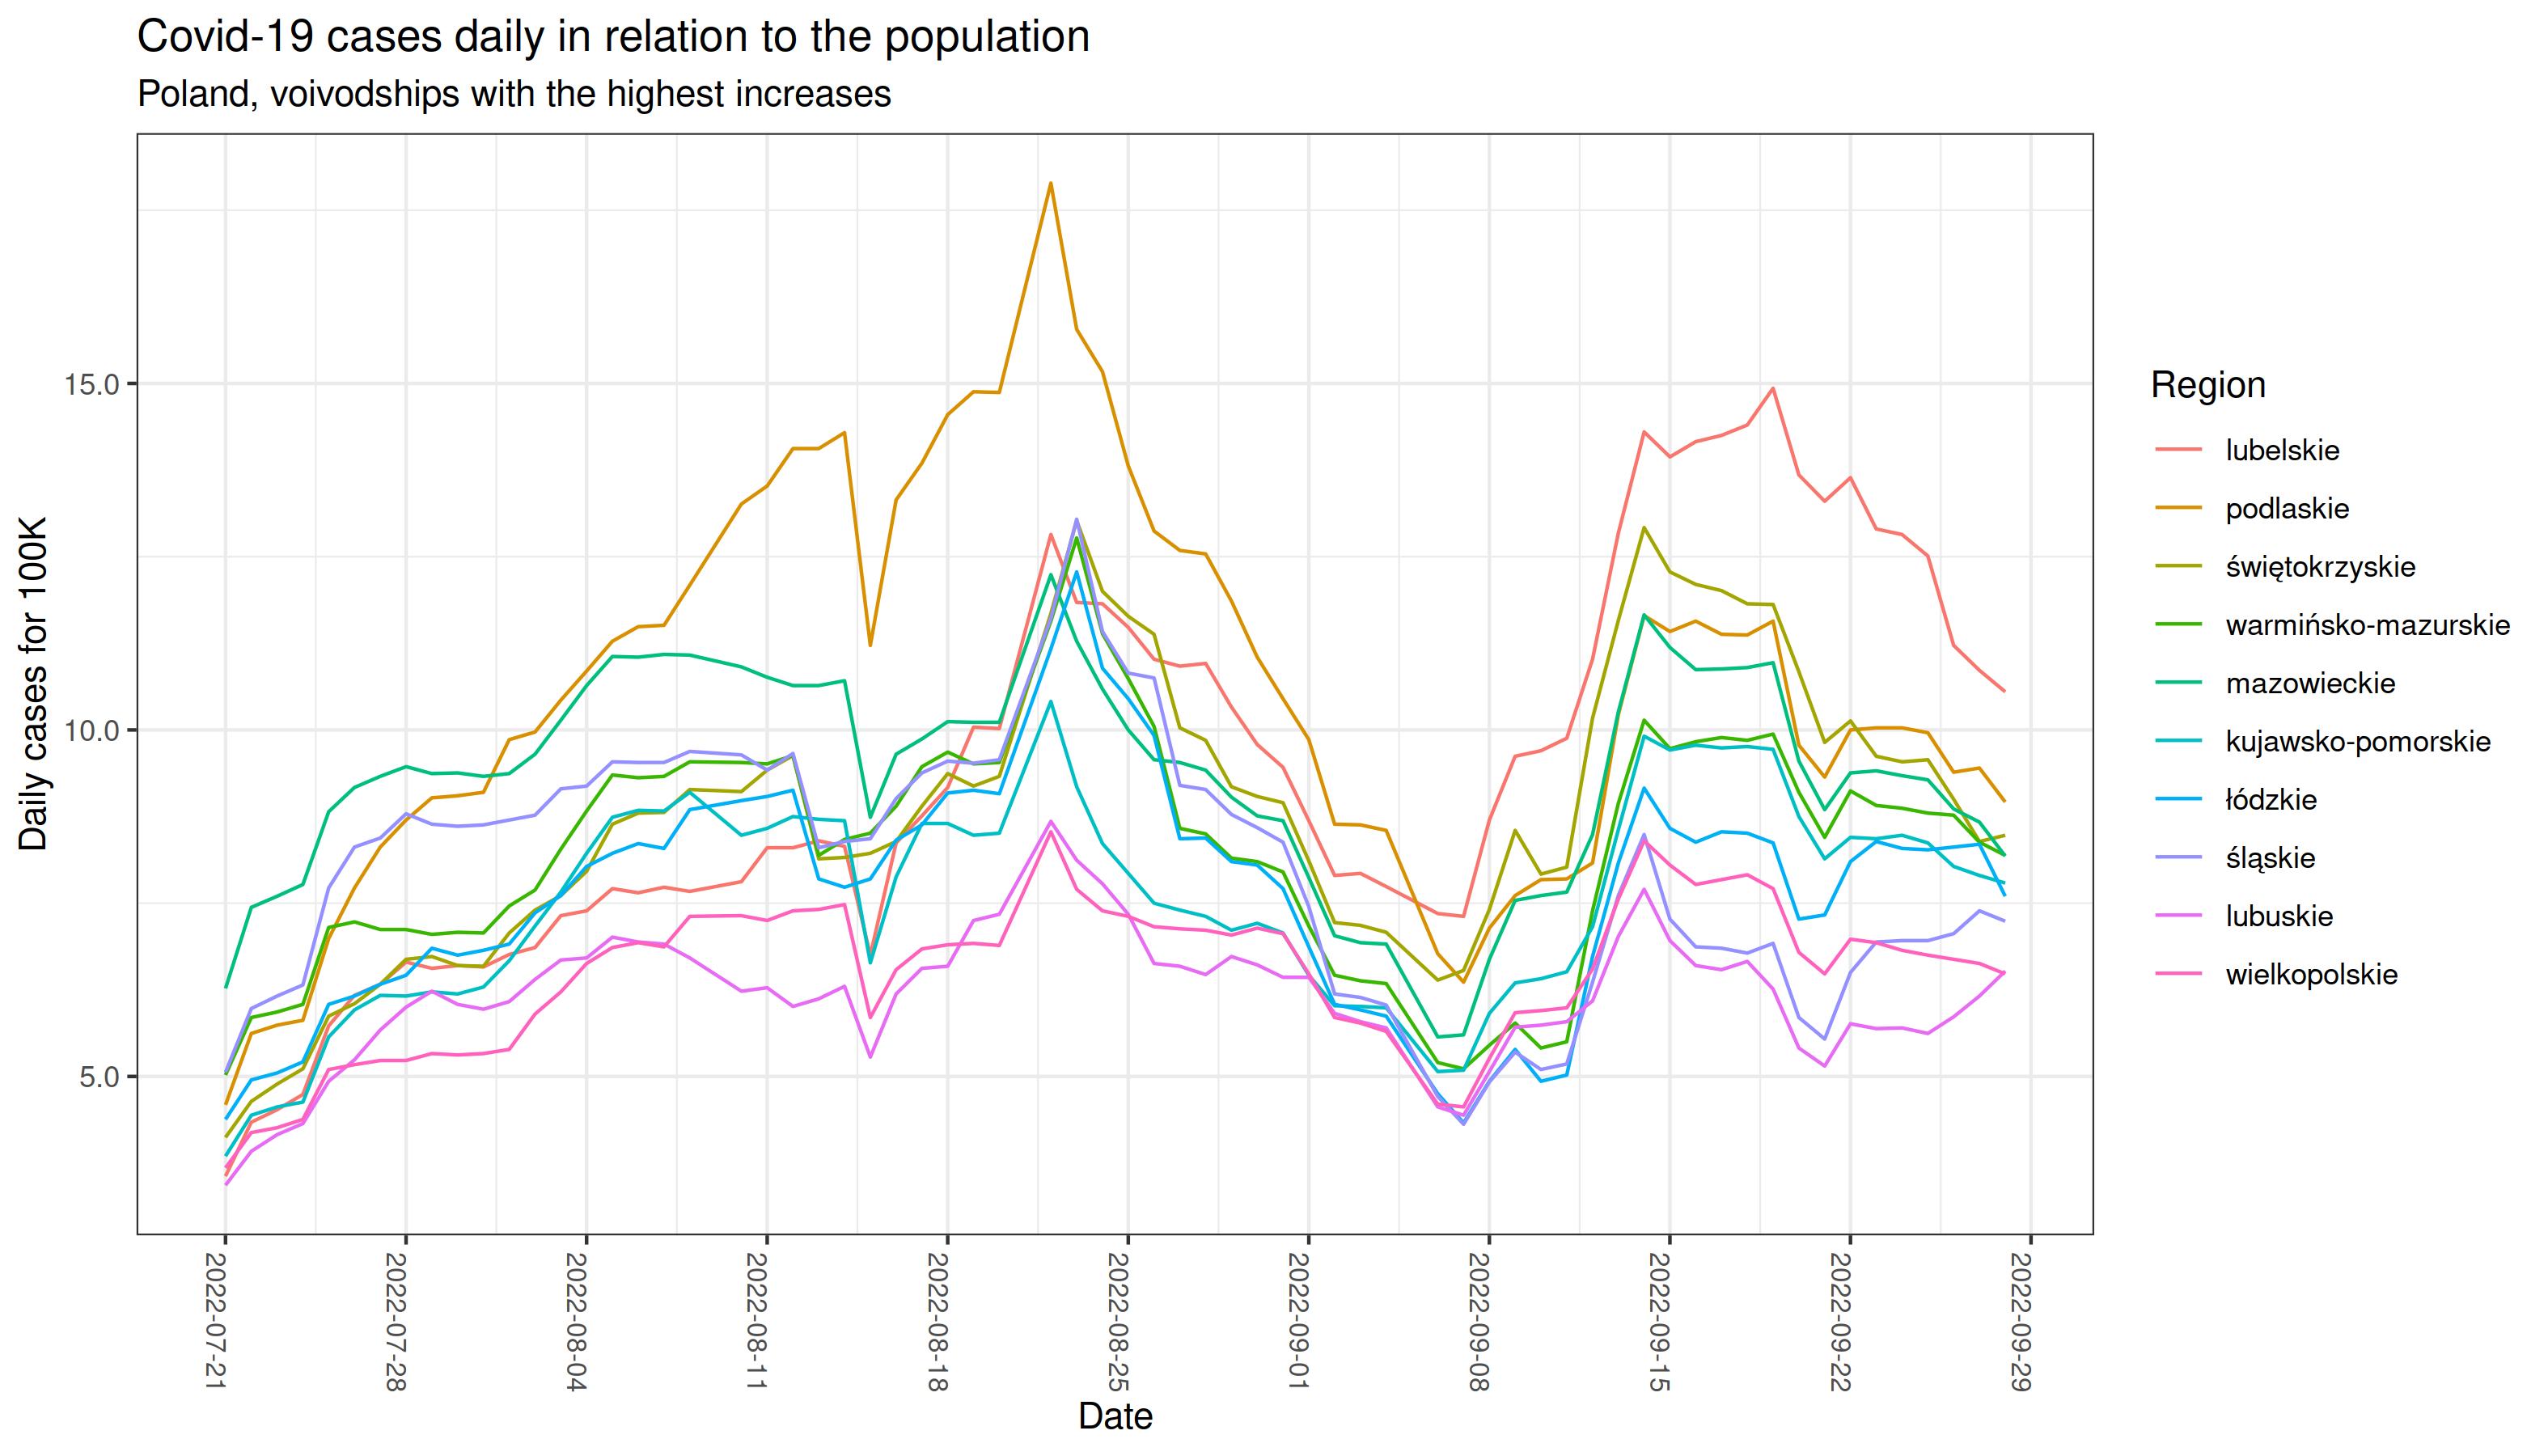 Covid-19 cases daily in relation to the population
Poland, voivodships with the highest increases
Daily cases for 100K
15.0
10.0
5.0
2022-07-21
2022-07-28
2022-08-04
2022-08-11
2022-08-18
2022-08-25
2022-09-01
2022-09-08
2022-09-15
2022-09-22
2022-09-29
Date
Region
lubelskie
podlaskie
świętokrzyskie
warmińsko-mazurskie
mazowieckie
kujawsko-pomorskie
łódzkie
śląskie
lubuskie
wielkopolskie